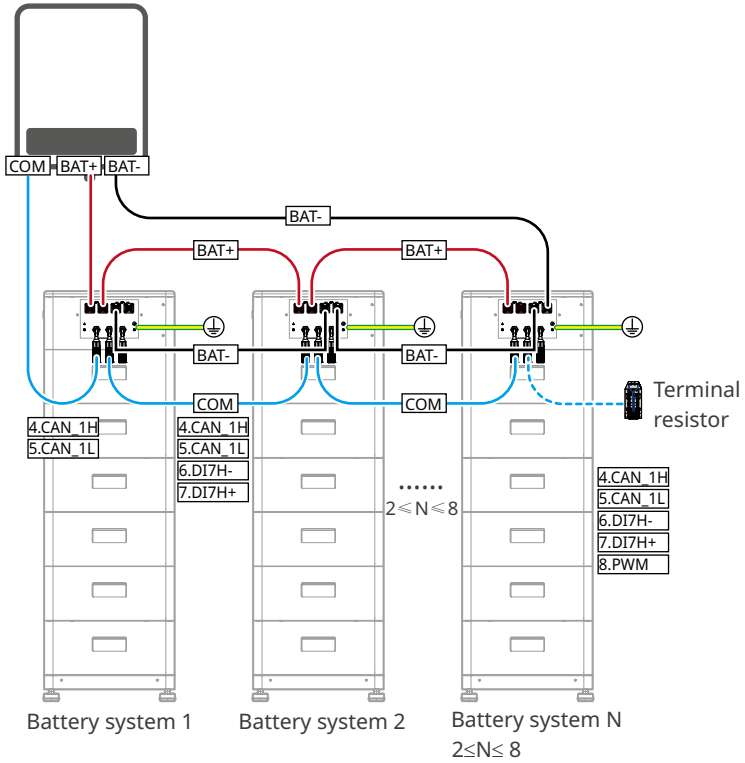 COM BAT+ BAT-
BAT-
BAT+ BAT+
BAT- BAT-
COM COM
Terminal
resistor
4.CAN_1H
5.CAN_1L
4.CAN_1H
5.CAN_1L
6.DI7H-
7.DI7H+
......
2≤N≤8
4.CAN_1H
5.CAN_1L
6.DI7H-
7.DI7H+
8.PWM
Battery system 1
Battery system 2
Battery system N
2≤N≤ 8